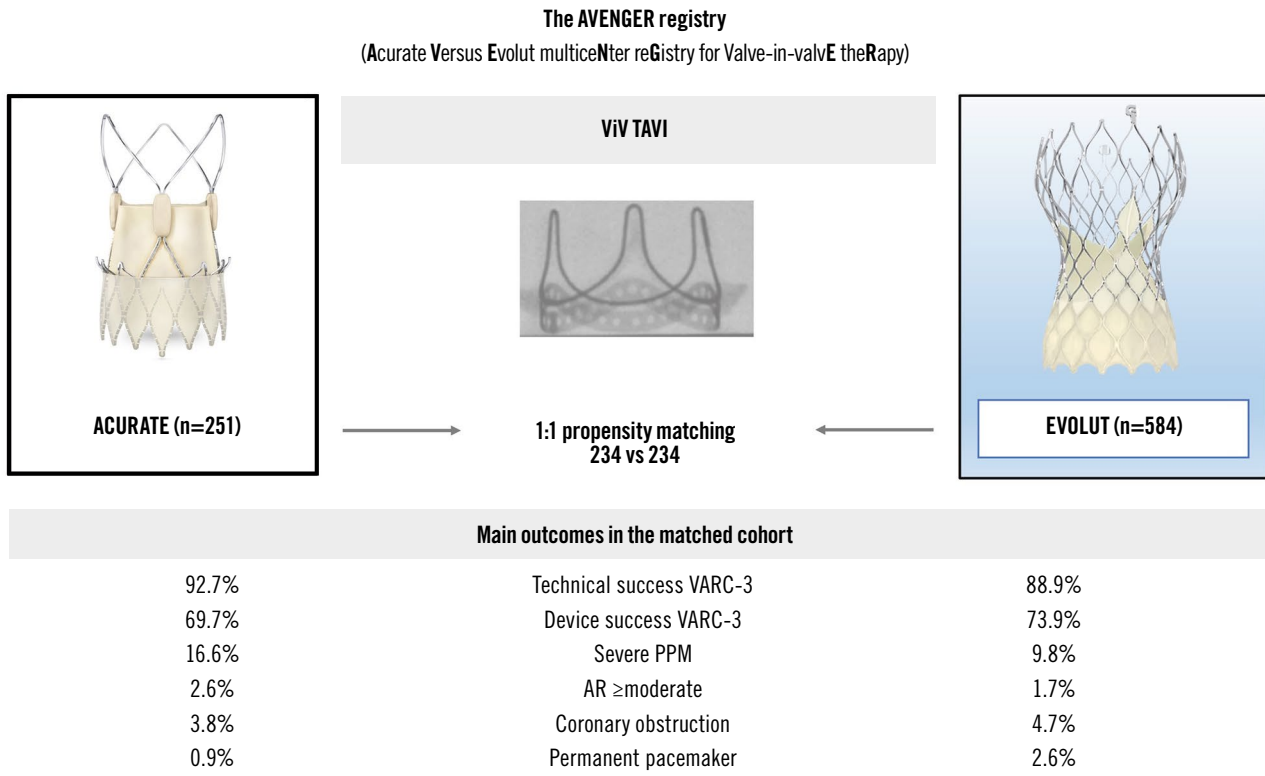 The AVENGER registry
(Acurate Versus Evolut multiceNter reGistry for Valve-in-valvE theRapy)
ViV TAVI
ACURATE (n=251)
1:1 propensity matching
234 vs 234
EVOLUT (n=584)
Main outcomes in the matched cohort
92.7% Technical success VARC-3 88.9%
69.7% Device success VARC-3 73.9%
16.6% Severe PPM 9.8%
2.6% AR ≥moderate 1.7%
3.8% Coronary obstruction 4.7%
0.9% Permanent pacemaker 2.6%